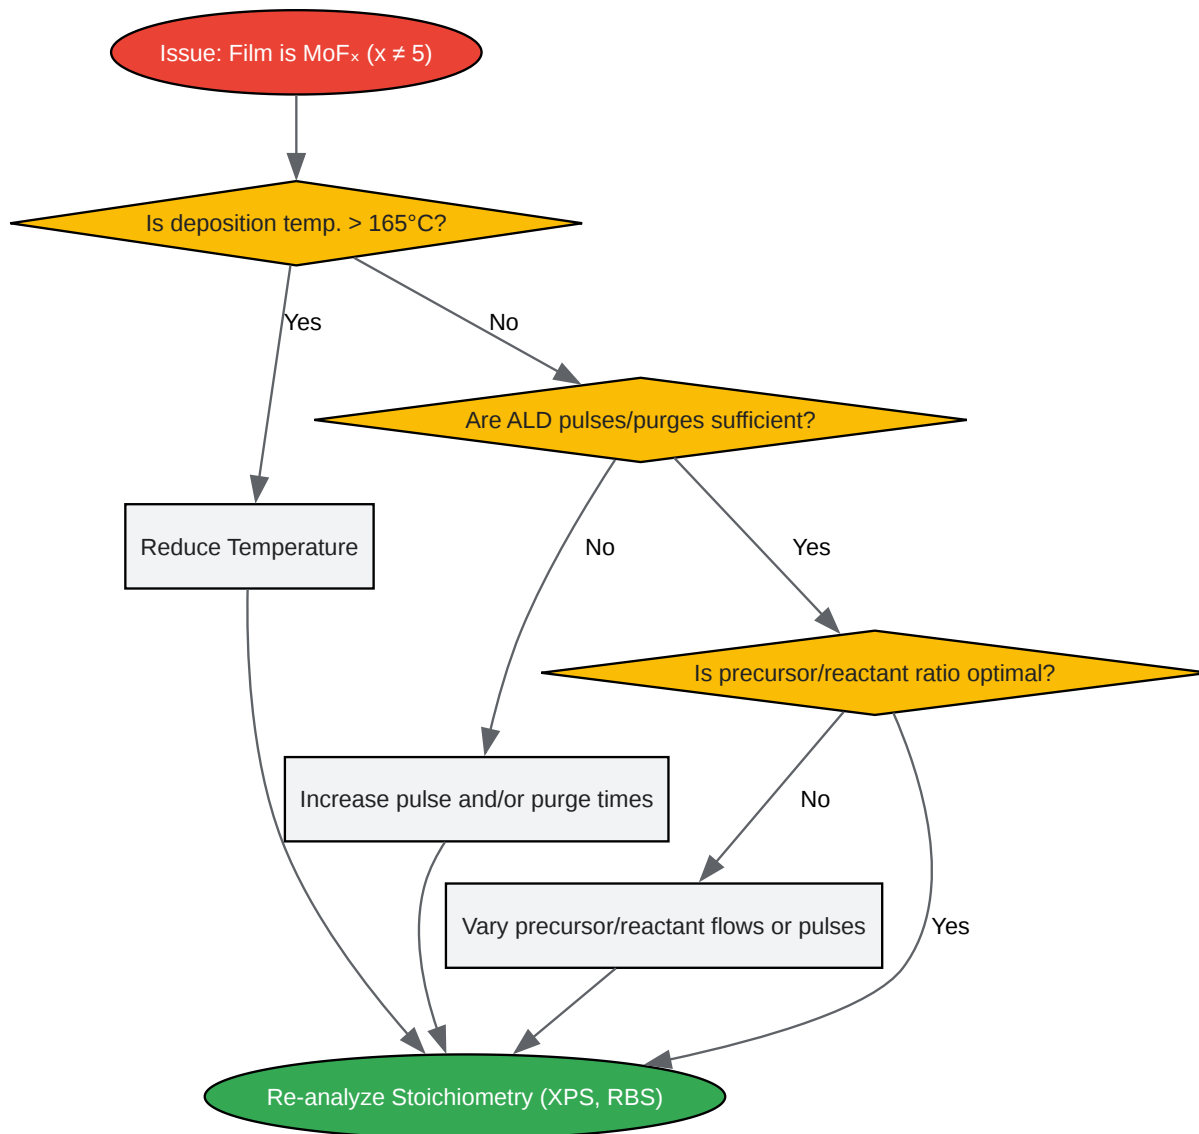 Issue: Film is MoFₓ (x ≠ 5)
Is deposition temp. > 165°C?
Yes
No
Are ALD pulses/purges sufficient?
Reduce Temperature
No
Yes
Is precursor/reactant ratio optimal?
Increase pulse and/or purge times
No
Vary precursor/reactant flows or pulses
Yes
Re-analyze Stoichiometry (XPS, RBS)